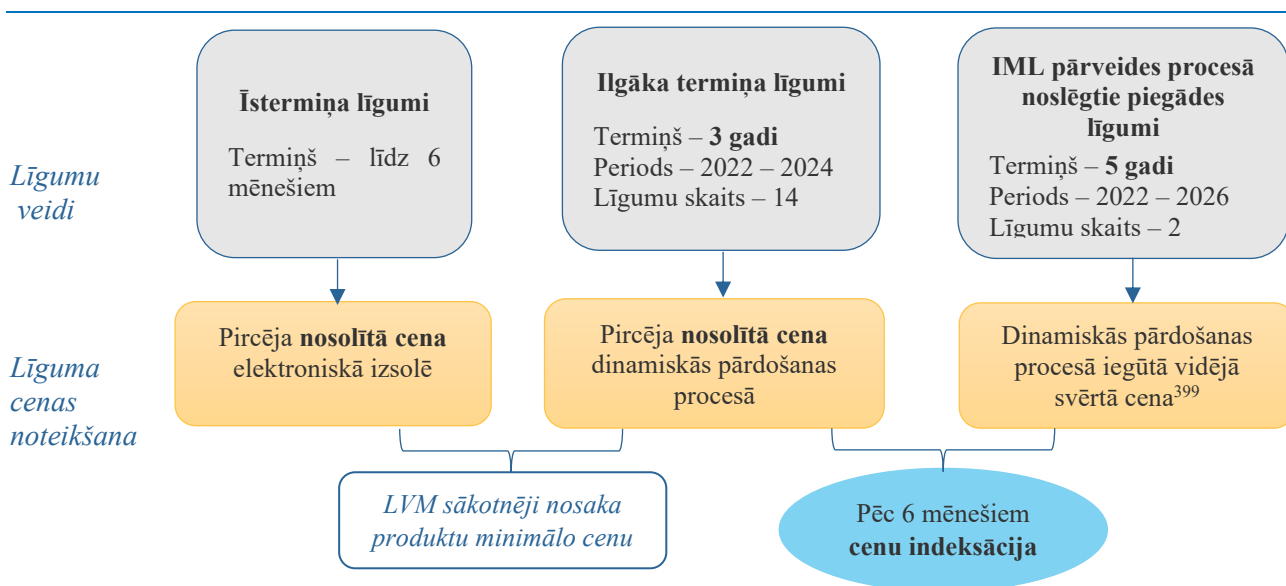 Līgumu
veidi
Īstermiņa līgumi
Termiņš – līdz 6
mēnešiem
Ilgāka termiņa līgumi
Termiņš – 3 gadi
Periods – 2022 – 2024
Līgumu skaits – 14
IML pārveides procesā
noslēgtie piegādes
līgumi
Termiņš – 5 gadi
Periods – 2022 – 2026
Līgumu skaits – 2
Līguma
cenas
noteikšana
Pircēja nosolītā cena
elektroniskā izsolē
Pircēja nosolītā cena
dinamiskās pārdošanas
procesā
Dinamiskās pārdošanas
procesā iegūtā vidējā
svērtā cena399
LVM sākotnēji nosaka
produktu minimālo cenu
Pēc 6 mēnešiem
cenu indeksācija